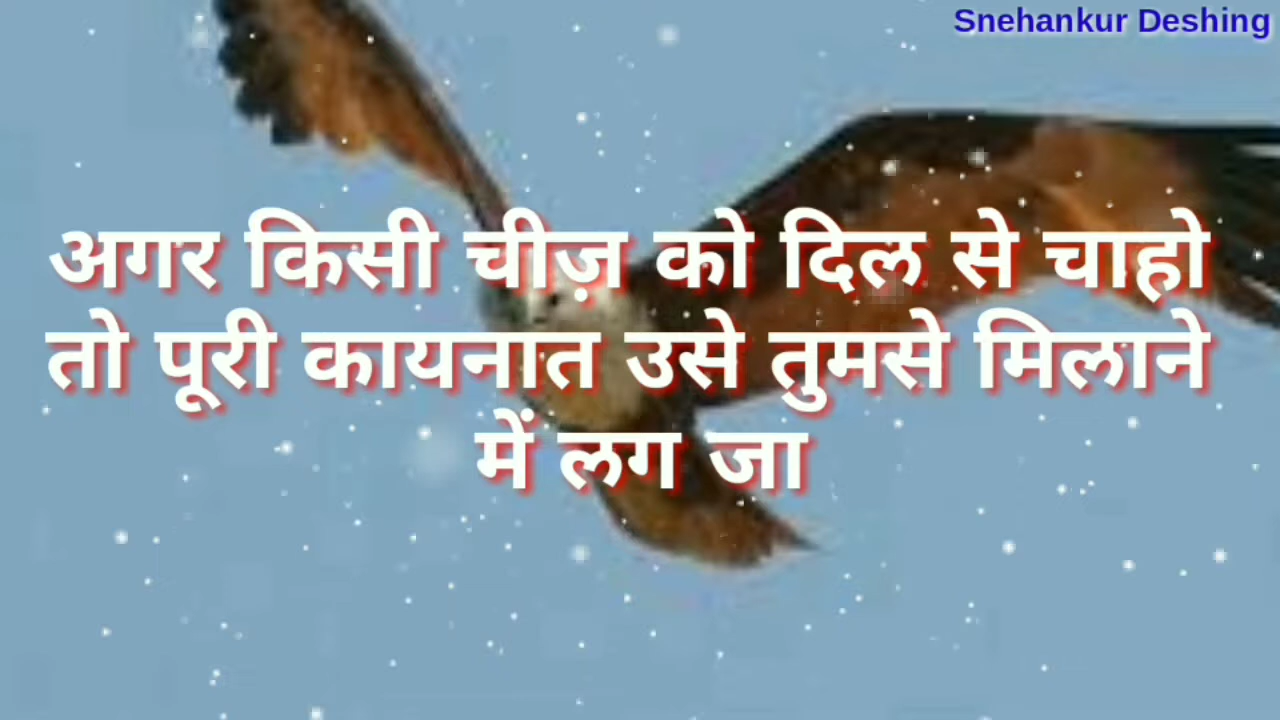 Snehankur Deshing
अगर किसी चीज़ को दिल से चाहो
तो पूरी कायनात उसे तुमसे मिलाने
में लग जा